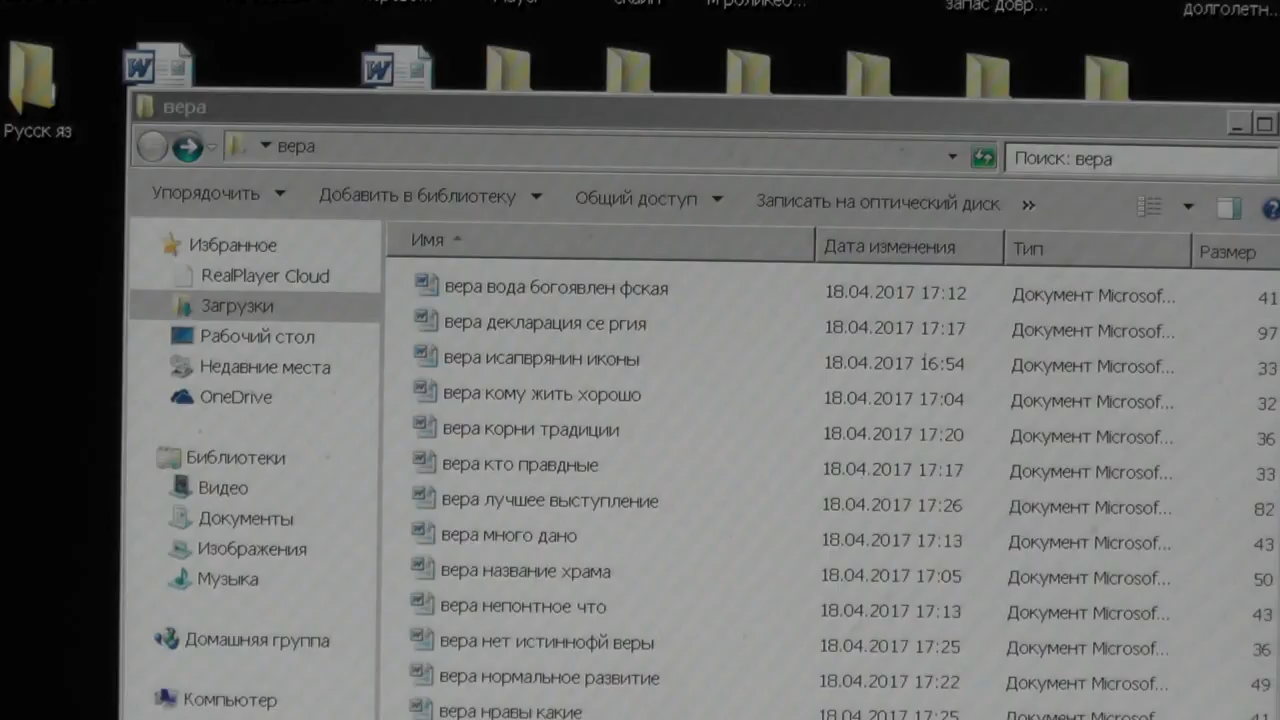 запас довр...
долголетн...
Русск яз
вера
вера
Поиск: вера
Упорядочить Добавить в библиотеку Общий доступ Записать на оптический диск »
Имя Дата изменения Тип Размер
Избранное
RealPlayer Cloud
Загрузки
Рабочий стол
Недавние места
OneDrive
Библиотеки
Видео
Документы
Изображения
Музыка
Домашняя группа
Компьютер
вера вода богоявлен фская 18.04.2017 17:12 Документ Microsof... 41
вера декларация се ргия 18.04.2017 17:17 Документ Microsof... 97
вера исапврянин иконы 18.04.2017 16:54 Документ Microsof... 33
вера кому жить хорошо 18.04.2017 17:04 Документ Microsof... 32
вера корни традиции 18.04.2017 17:20 Документ Microsof... 36
вера кто правдные 18.04.2017 17:17 Документ Microsof... 33
вера лучшее выступление 18.04.2017 17:26 Документ Microsof... 82
вера много дано 18.04.2017 17:13 Документ Microsof... 43
вера название храма 18.04.2017 17:05 Документ Microsof... 50
вера непонтное что 18.04.2017 17:13 Документ Microsof... 43
вера нет истиннофй веры 18.04.2017 17:25 Документ Microsof... 36
вера нормальное развитие 18.04.2017 17:22 Документ Microsof... 49
вера нравы какие 18.04.2017 17:25 Документ Microsof... 41